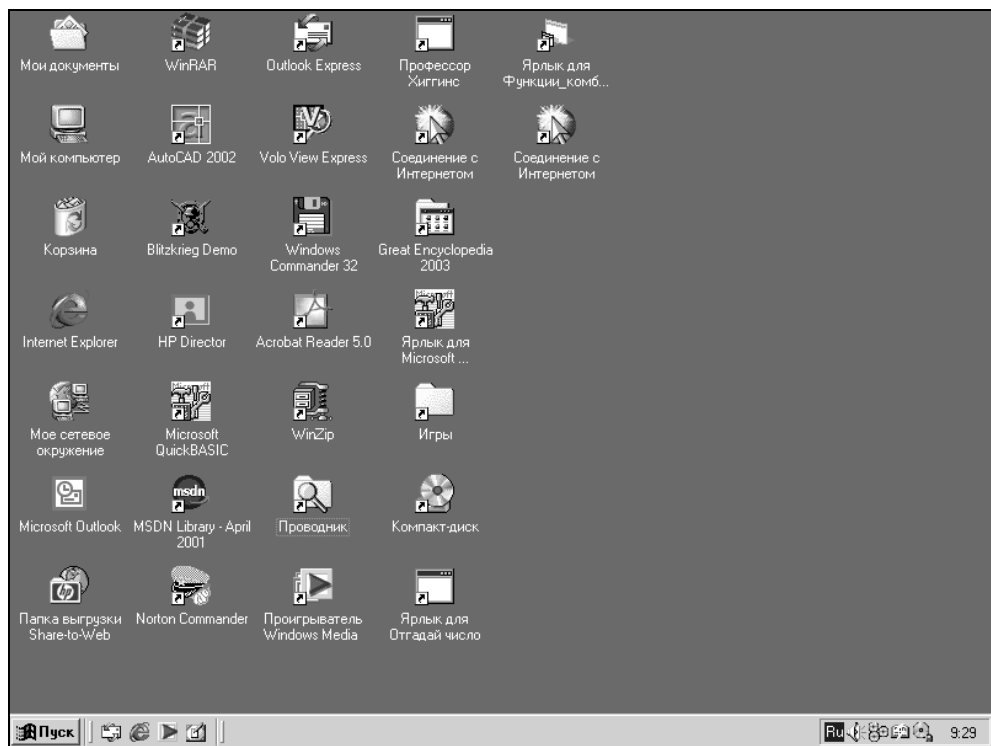 Мои документы
WinRAR
Outlook Express
Профессор
Хиггинс
Ярлык для
Функции_комб...
Мой компьютер
AutoCAD 2002
Volo View Express
Соединение с
Интернетом
Соединение с
Интернетом
Корзина
Blitzkrieg Demo
Windows
Commander 32
Great Encyclopedia
2003
Internet Explorer
HP Director
Acrobat Reader 5.0
Ярлык для
Microsoft ...
Мое сетевое
окружение
Microsoft
QuickBASIC
WinZip
Игры
Microsoft Outlook
msdn
MSDN Library - April
2001
Проводник
Компакт-диск
hp
Папка выгрузки
Share-to-Web
Norton Commander
Проигрыватель
Windows Media
Ярлык для
Отгадай число
Пуск
Ru
9:29